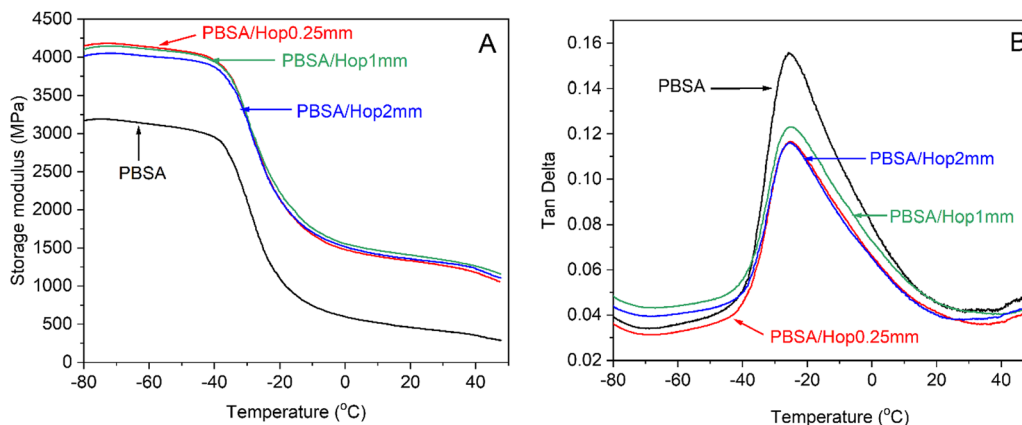 4500
4000
3500
3000
2500
2000
1500
1000
500
0
Storage modulus (MPa)
-80
-60
-40
-20
0
20
40
Temperature (°C)
A
PBSA/Hop0.25mm
PBSA/Hop1mm
PBSA/Hop2mm
PBSA
0.16
0.14
0.12
0.10
0.08
0.06
0.04
0.02
Tan Delta
-80
-60
-40
-20
0
20
40
Temperature (°C)
B
PBSA
PBSA/Hop2mm
PBSA/Hop1mm
PBSA/Hop0.25mm